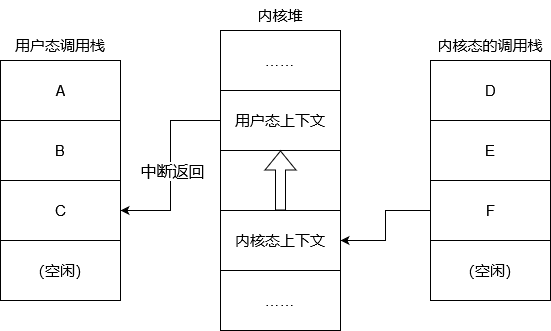 内核堆
用户态调用栈
内核态的调用栈
A
B
C
(空闲)
……
用户态上下文
内核态上下文
……
中断返回
D
E
F
(空闲)